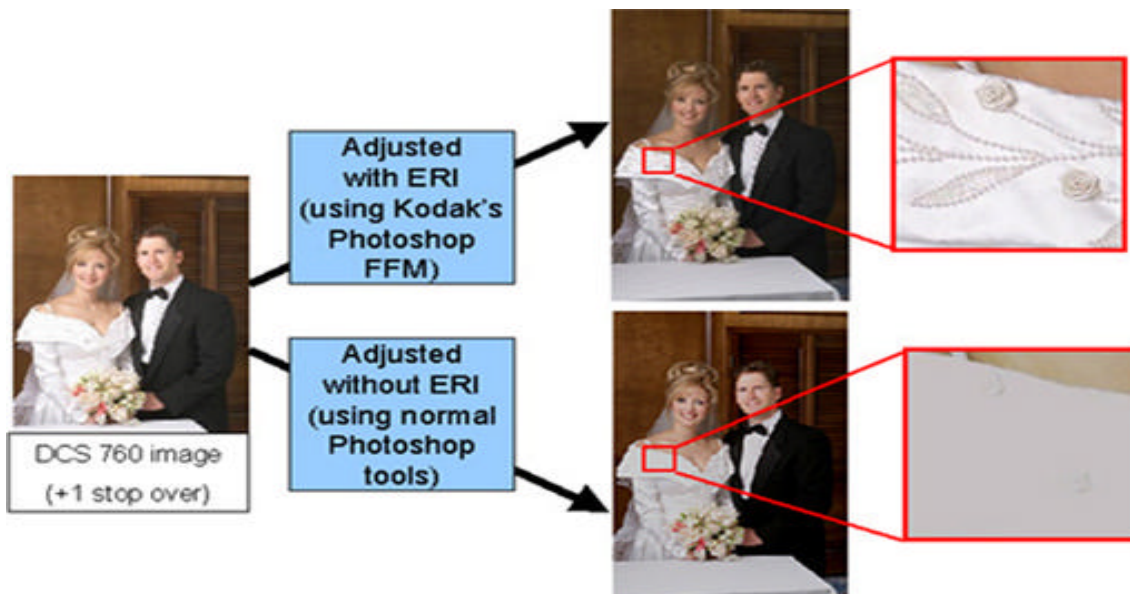 Adjusted
with ERI
(using Kodak's
Photoshop
FFM)
DCS 760 image
(+1 stop over)
Adjusted
without ERI
(using normal
Photoshop
tools)